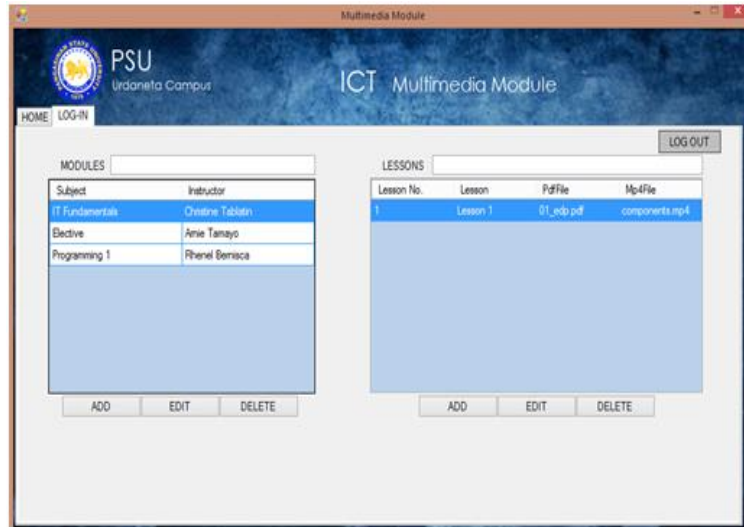 Multimedia Module
PSU
Urdaneta Campus
ICT Multimedia Module
HOME LOG-IN
LOG OUT
MODULES
Subject Instructor
IT Fundamentals Christine Tablatin
Elective Amie Tamayo
Programming 1 Rhenel Bernisca
ADD EDIT DELETE
LESSONS
Lesson No. Lesson PdfFile Mp4File
1 Lesson 1 01_edp.pdf components.mp4
ADD EDIT DELETE